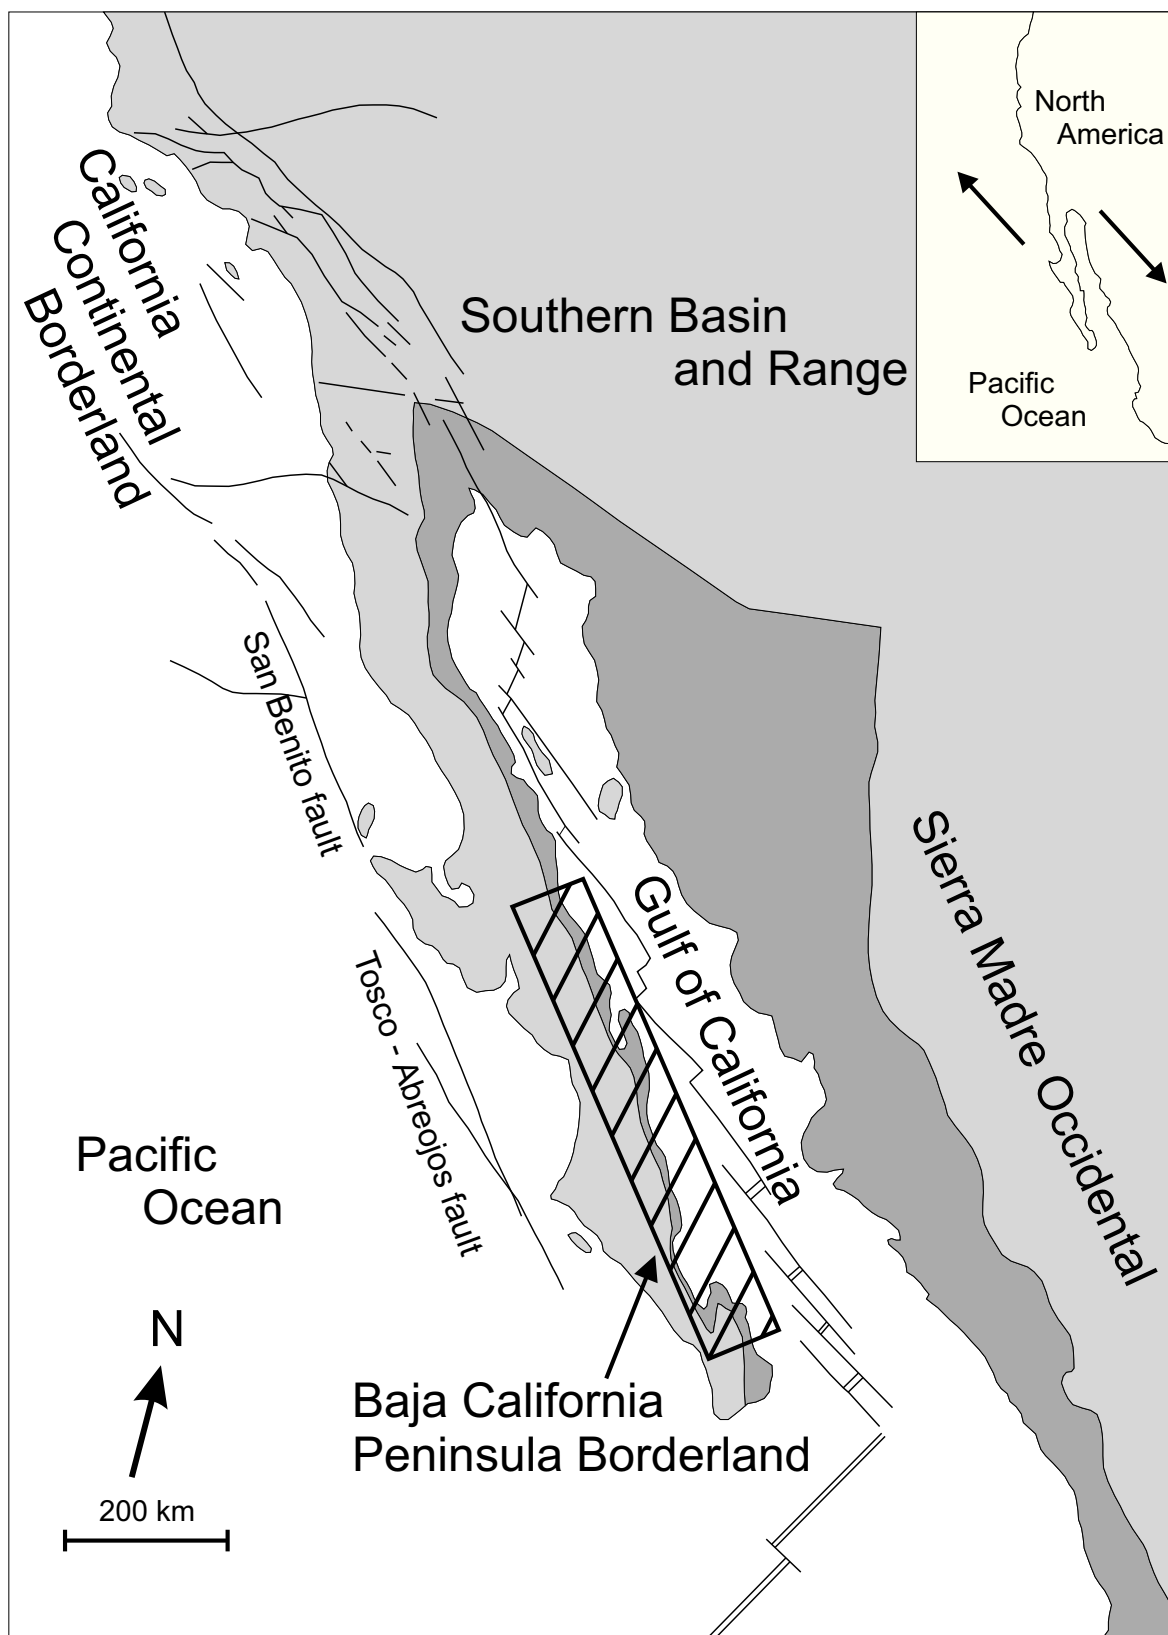 North
America
Pacific
Ocean
California
Continental
Borderland
Southern Basin
and Range
San Benito fault
Gulf of California
Sierra Madre Occidental
Tosco - Abreojos fault
Pacific
Ocean
N
200 km
Baja California
Peninsula Borderland